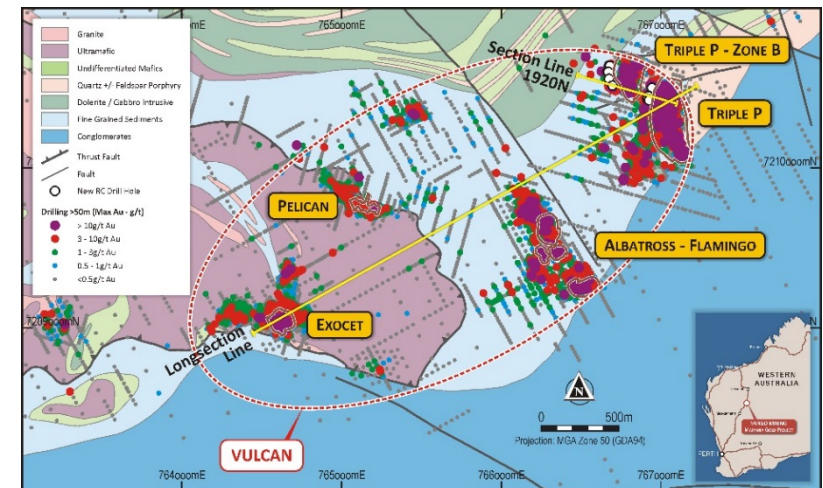 765000mE
767000mE
Granite
Ultramafic
Undifferentiated Mafics
Quartz +/- Feldspar Porphyry
Dolerite / Gabbro Intrusive
Fine Grained Sediments
Conglomerates
Thrust Fault
Fault
New RC Drill Hole
Drilling >50m (Max Au - g/t)
> 10g/t Au
3 - 10g/t Au
1 - 3g/t Au
0.5 - 1g/t Au
<0.5g/t Au
Section Line
1920N
TRIPLE P - ZONE B
TRIPLE P
7210000mN
PELICAN
ALBATROSS - FLAMINGO
7209000mN
EXOCET
Longsection
Line
VULCAN
N
0 500m
Projection: MGA Zone 50 (GDA94)
WESTERN
AUSTRALIA
PERTH
764000mE
765000mE
766000mE
767000mE